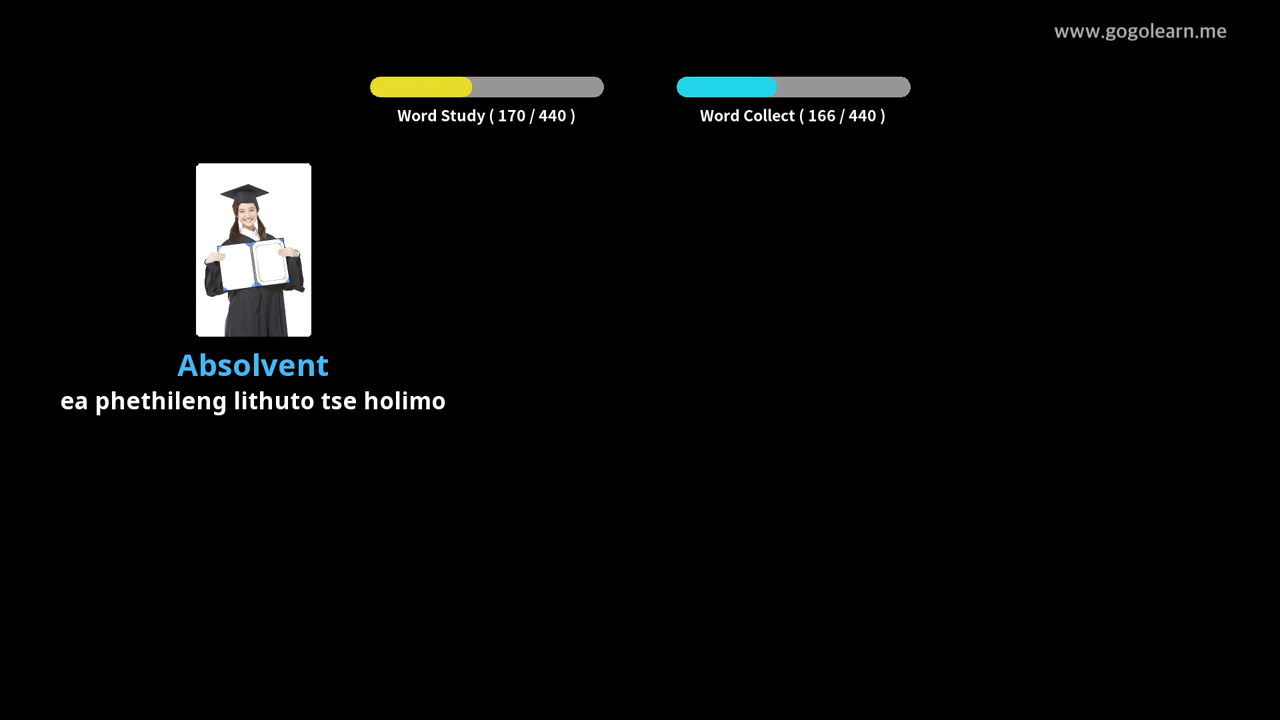 www.gogolearn.me
Word Study ( 170 / 440 )
Word Collect ( 166 / 440 )
Absolvent
ea phethileng lithuto tse holimo